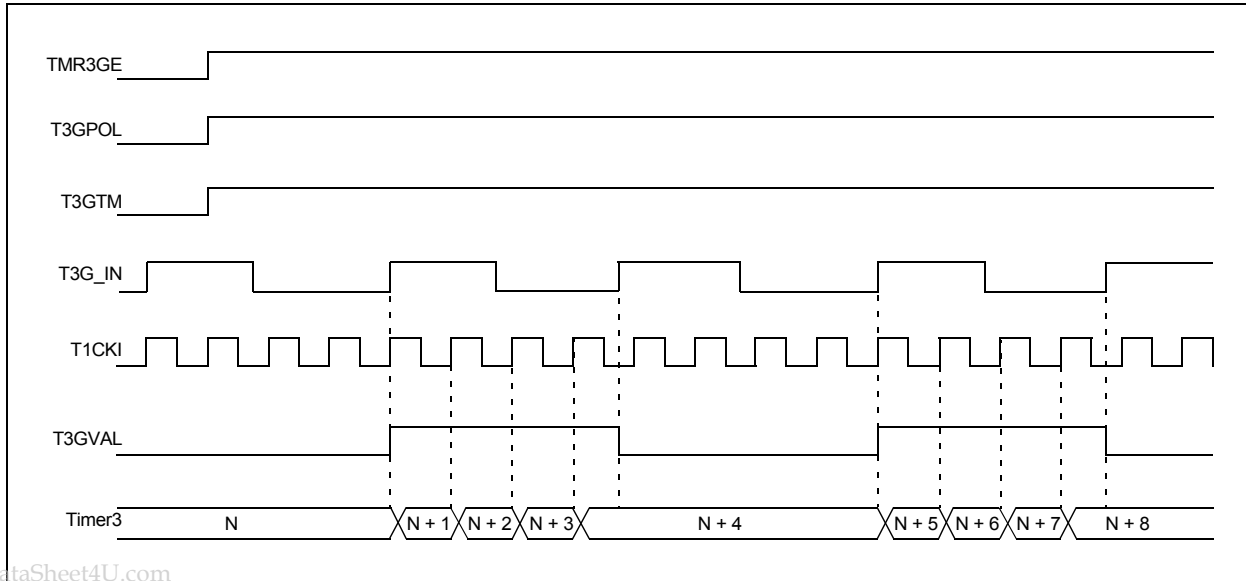 TMR3GE
T3GPOL
T3GTM
T3G_IN
T1CKI
T3GVAL
Timer3 N N + 1 N + 2 N + 3 N + 4 N + 5 N + 6 N + 7 N + 8
ataSheet4U.com